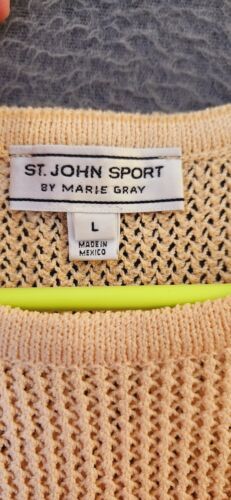 ST. JOHN SPORT
BY MARIE GRAY
L
MADE IN
MEXICO